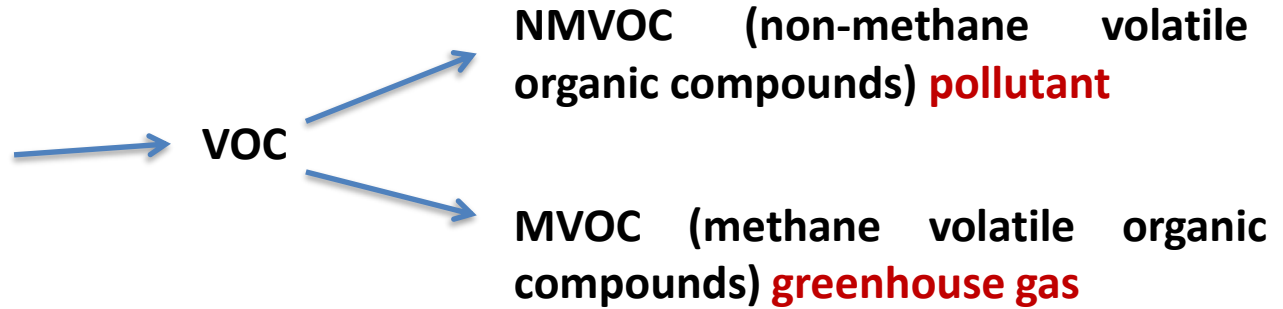 NMVOC (non-methane volatile
organic compounds) pollutant
VOC
MVOC (methane volatile organic
compounds) greenhouse gas